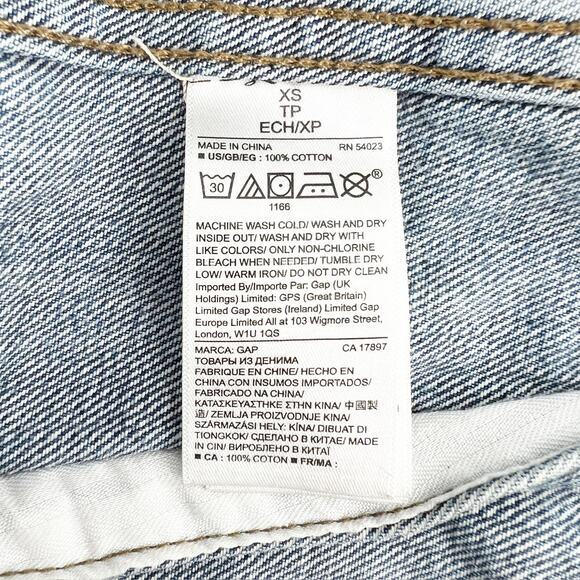 XS
TP
ECH/XP
MADE IN CHINA RN 54023
■ US/GB/EG : 100% COTTON
30
®
1166
MACHINE WASH COLD/ WASH AND DRY
INSIDE OUT/ WASH AND DRY WITH
LIKE COLORS/ ONLY NON-CHLORINE
BLEACH WHEN NEEDED/ TUMBLE DRY
LOW/ WARM IRON/ DO NOT DRY CLEAN
Imported By/Importe Par: Gap (UK
Holdings) Limited: GPS (Great Britain)
Limited Gap Stores (Ireland) Limited Gap
Europe Limited All at 103 Wigmore Street,
London, W1U 1QS
MARCA: GAP CA 17897
ТОВАРЫ ИЗ ДЕНИМА
FABRIQUE EN CHINE/ HECHO EN
CHINA CON INSUMOS IMPORTADOS/
FABRICADO NA CHINA/
ΚΑΤΑΣΚΕΥΑΣΤΗΚΕ ΣΤΗΝ ΚΙΝΑ/ 中國製
造/ ZEMLJA PROIZVODNJE KINA/
SZÁRMAZÁSI HELY: KÍNA/ DIBUAT DI
TIONGKOK/ СДЕЛАНО В КИТАЕ/ MADE
IN CIN/ ВИРОБЛЕНО В КИТАЇ
■ CA : 100% COTTON ■ FR/MA :